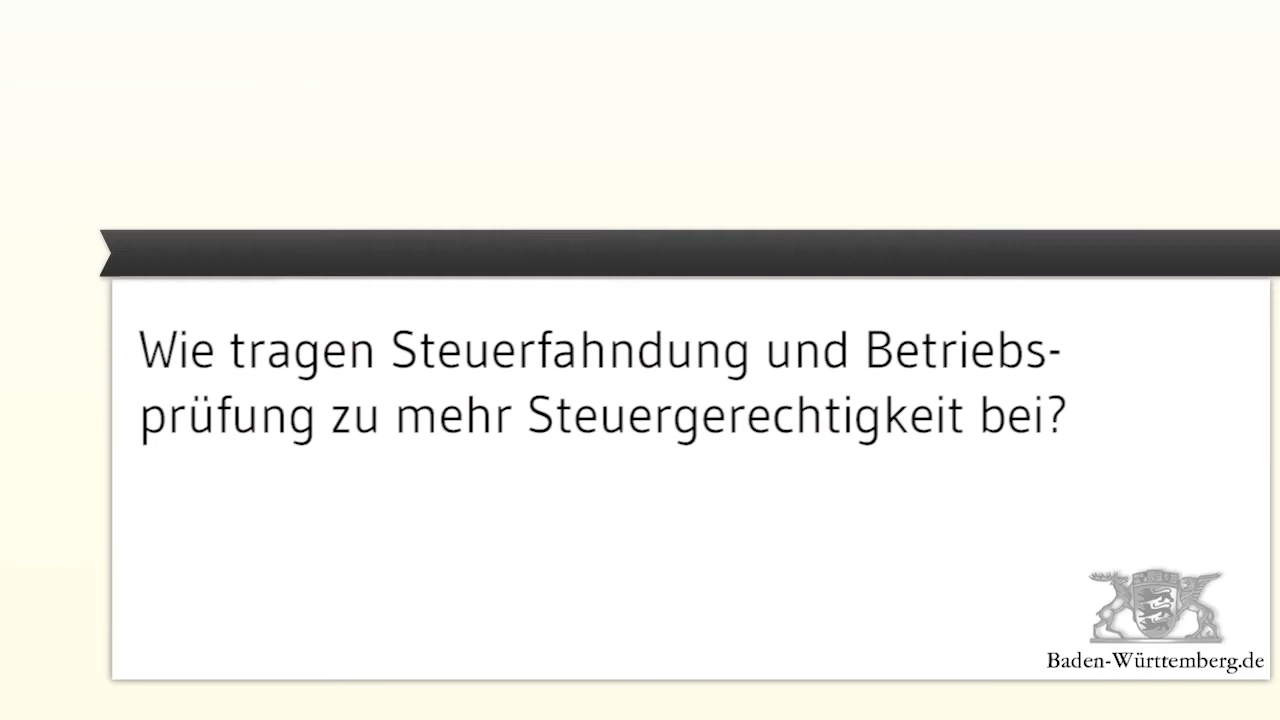 Wie tragen Steuerfahndung und Betriebs-
prüfung zu mehr Steuergerechtigkeit bei?
Baden-Württemberg.de